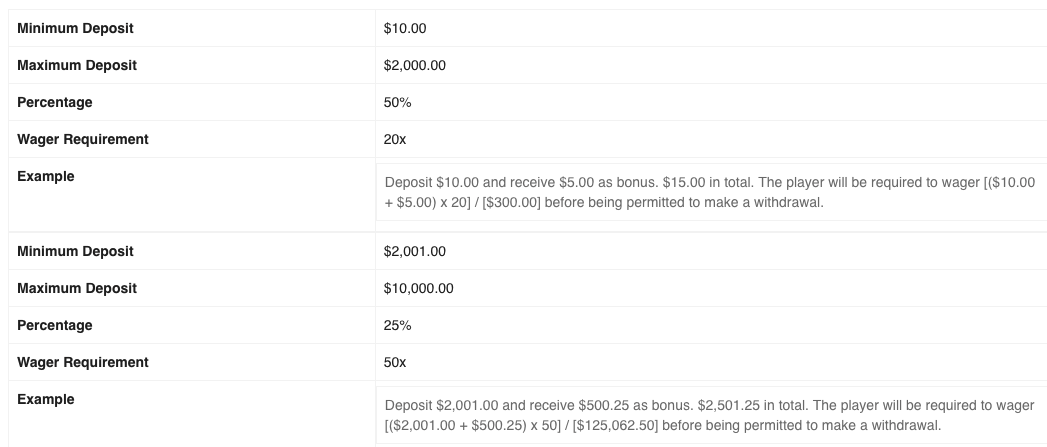 Minimum Deposit $10.00
Maximum Deposit $2,000.00
Percentage 50%
Wager Requirement 20x
Example Deposit $10.00 and receive $5.00 as bonus. $15.00 in total. The player will be required to wager [($10.00
+ $5.00) x 20] / [$300.00] before being permitted to make a withdrawal.
Minimum Deposit $2,001.00
Maximum Deposit $10,000.00
Percentage 25%
Wager Requirement 50x
Example Deposit $2,001.00 and receive $500.25 as bonus. $2,501.25 in total. The player will be required to wager
[($2,001.00 + $500.25) x 50] / [$125,062.50] before being permitted to make a withdrawal.